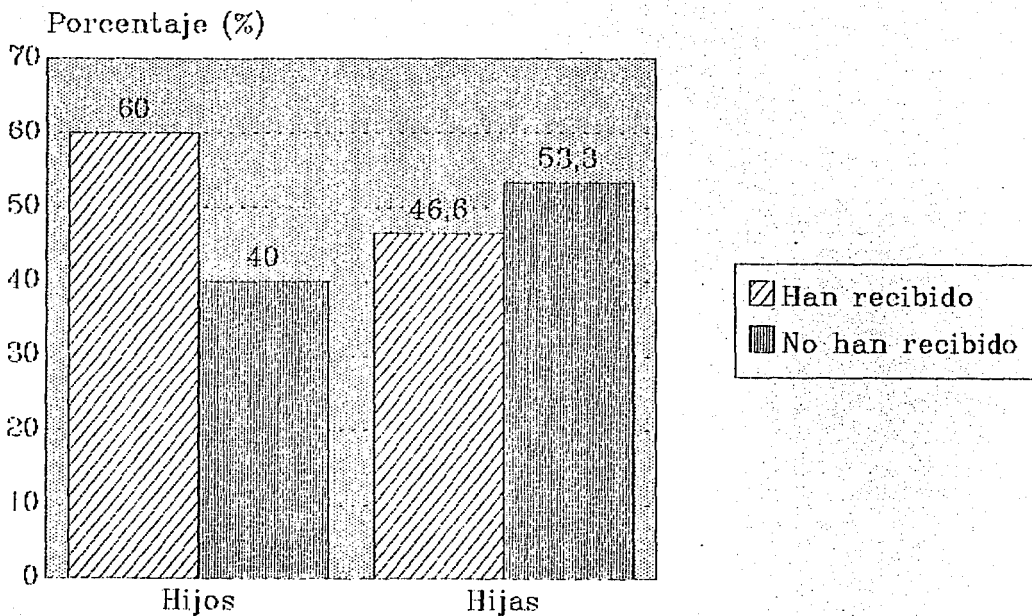 Porcentaje (%)
70
60
50
40
30
20
10
0
60
40
46,6
53,3
Hijos
Hijas
Han recibido
No han recibido